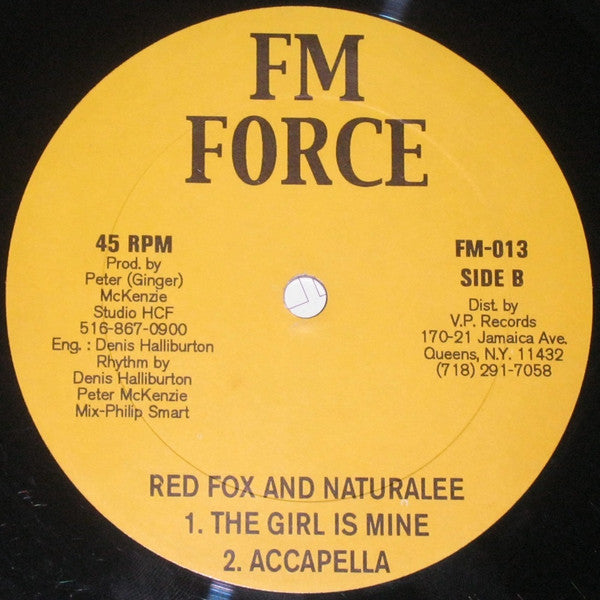 FM
FORCE
45 RPM
Prod. by
Peter (Ginger)
McKenzie
Studio HCF
516-867-0900
Eng. : Denis Halliburton
Rhythm by
Denis Halliburton
Peter McKenzie
Mix-Philip Smart
FM-013
SIDE B
Dist. by
V.P. Records
170-21 Jamaica Ave.
Queens, N.Y. 11432
(718) 291-7058
RED FOX AND NATURALEE
1. THE GIRL IS MINE
2. ACCAPELLA